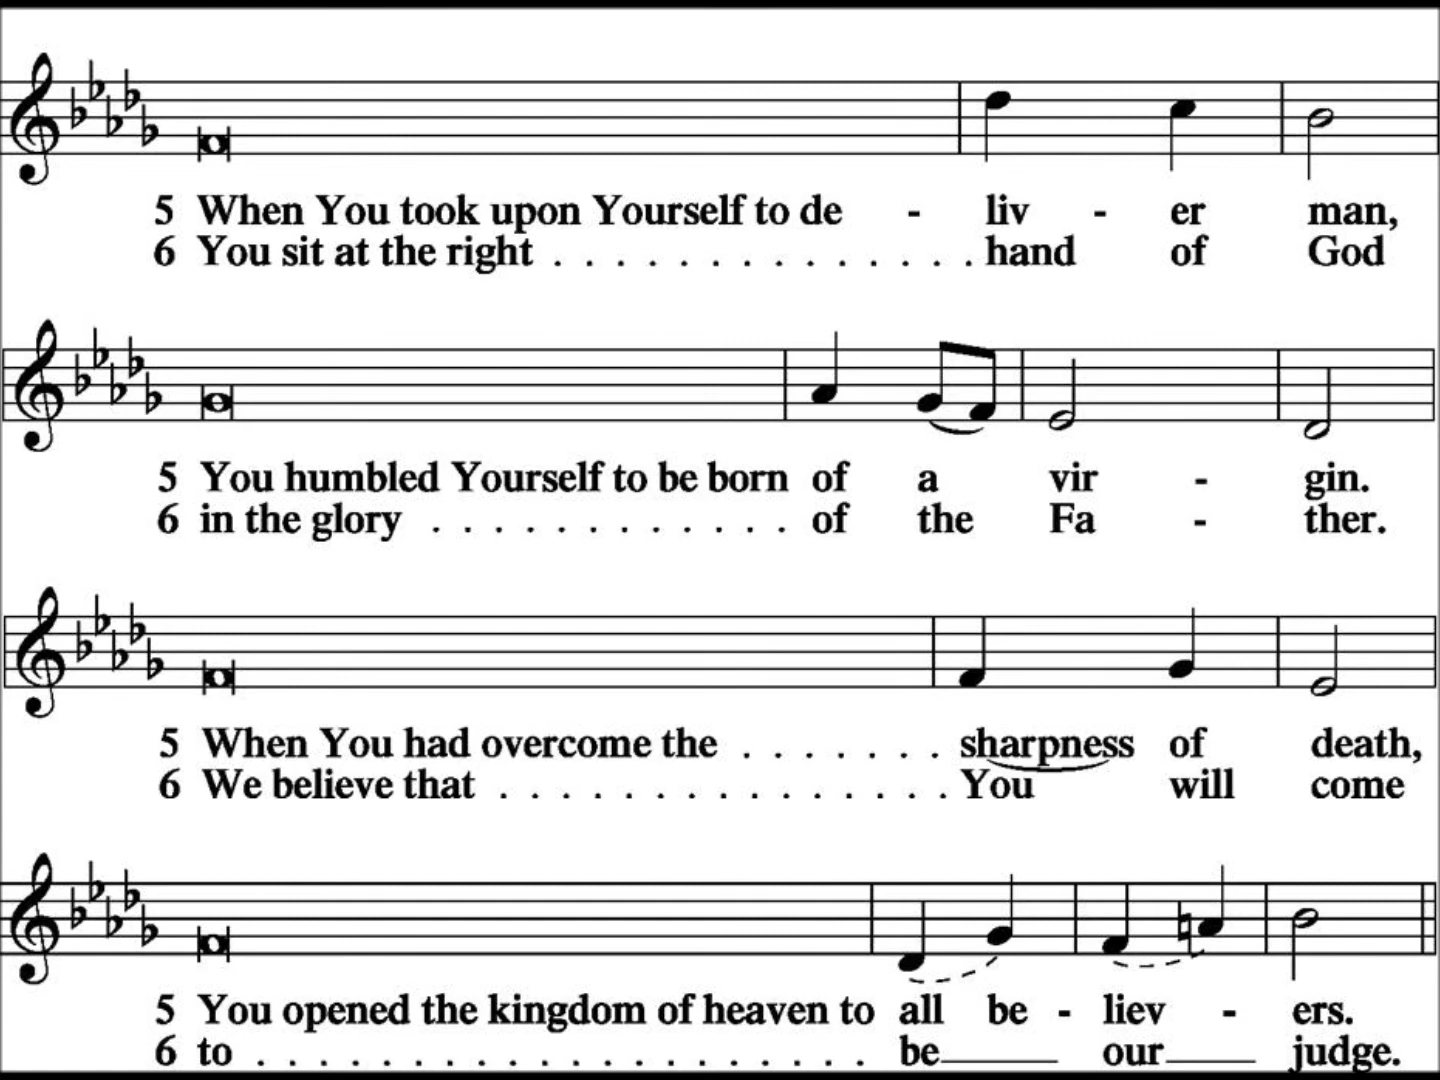 5 When You took upon Yourself to de - liv - er man,
6 You sit at the right . . . . . . . . . . . . . . hand of God
5 You humbled Yourself to be born of a vir - gin.
6 in the glory . . . . . . . . . . . . of the Fa - ther.
5 When You had overcome the . . . . . . . sharpness of death,
6 We believe that . . . . . . . . . . . . . . . You will come
5 You opened the kingdom of heaven to all be - liev - ers.
6 to . . . . . . . . . . . . . . . . . . . . be____ our____ judge.